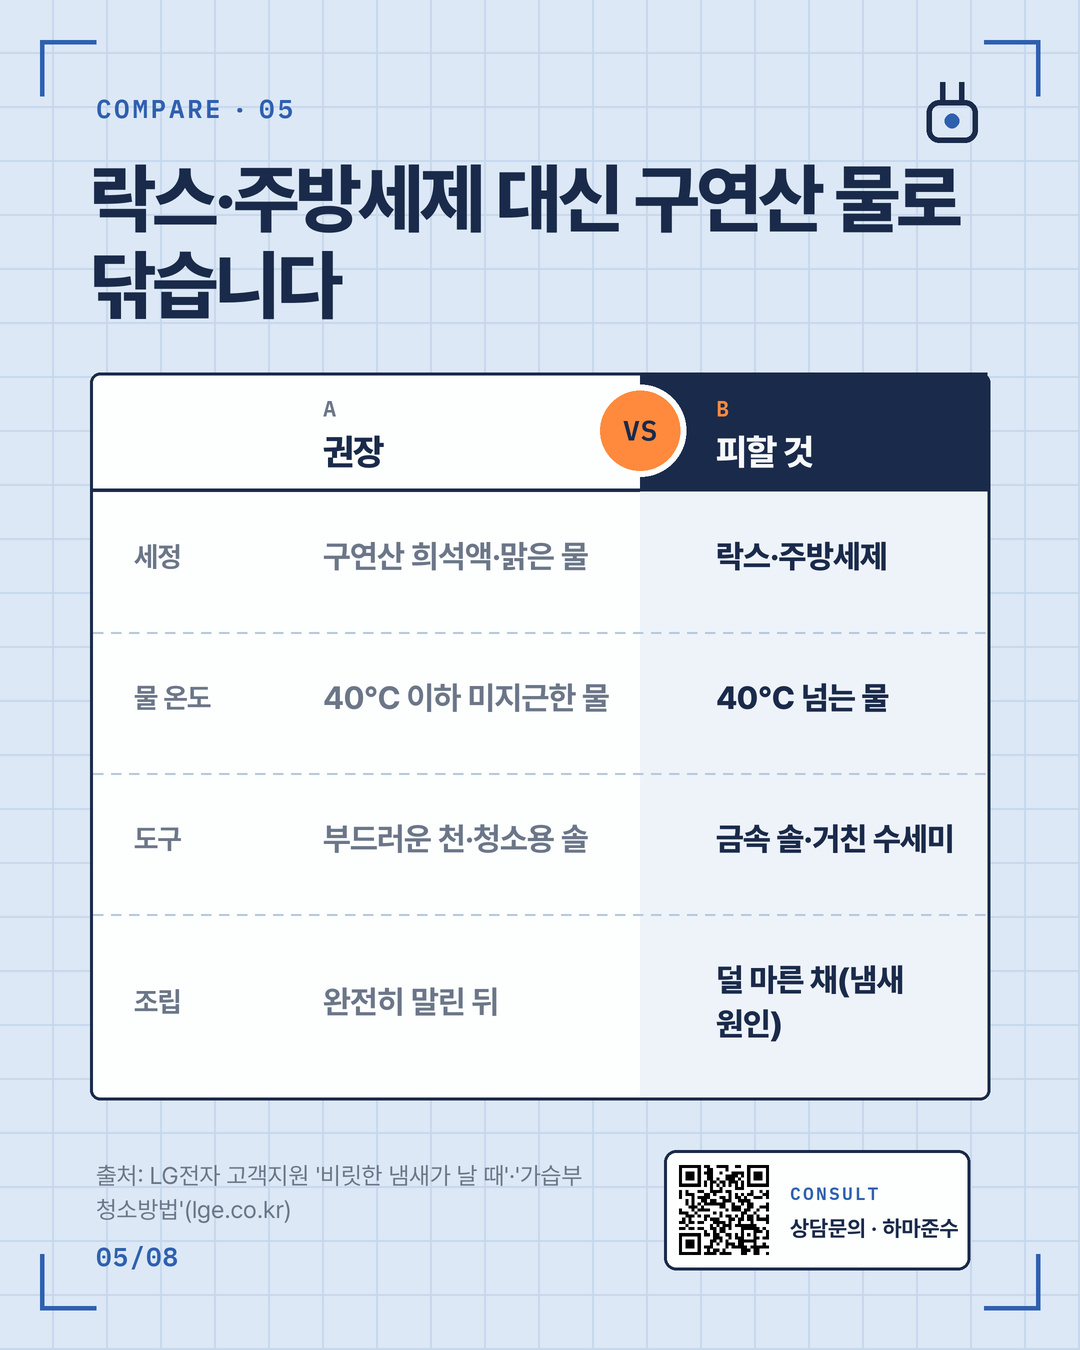 COMPARE · 05
락스·주방세제 대신 구연산 물로
닦습니다
A
권장
VS
B
피할 것
세정
구연산 희석액·맑은 물
락스·주방세제
물 온도
40°C 이하 미지근한 물
40°C 넘는 물
도구
부드러운 천·청소용 솔
금속 솔·거친 수세미
조립
완전히 말린 뒤
덜 마른 채(냄새
원인)
출처: LG전자 고객지원 '비릿한 냄새가 날 때'·'가습부
청소방법'(lge.co.kr)
05/08
CONSULT
상담문의 · 하마준수